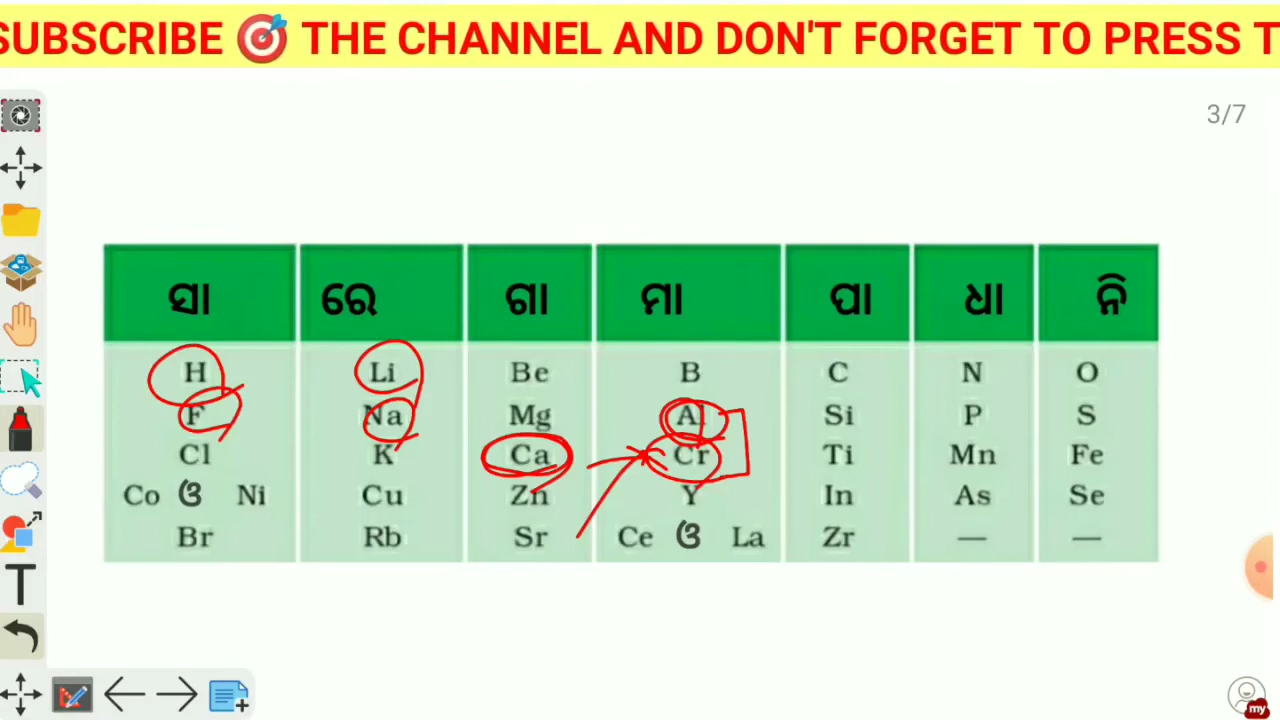 SUBSCRIBE 🎯 THE CHANNEL AND DON'T FORGET TO PRESS T
3/7
ସା ରେ ଗା ମା ପା ଧା ନି
H Li Be B C N O
F Na Mg Al Si P S
Cl K Ca Cr Ti Mn Fe
Co ଓ Ni Cu Zn Y In As Se
Br Rb Sr Ce ଓ La Zr — —
T
my